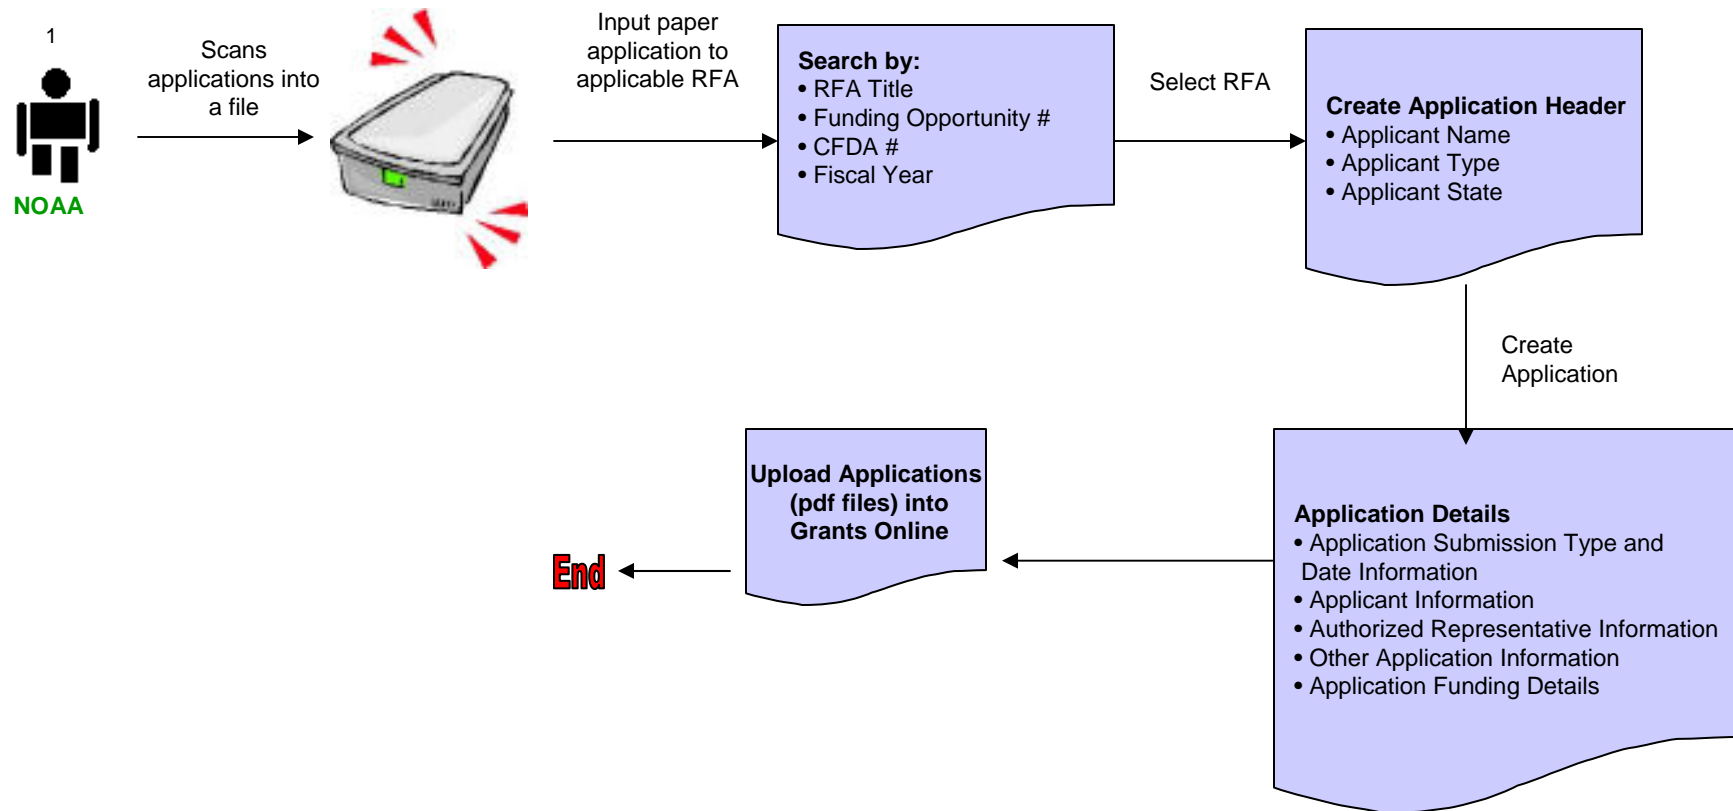 1
NOAA
Scans
applications into
a file
Input paper
application to
applicable RFA
Search by:
• RFA Title
• Funding Opportunity #
• CFDA #
• Fiscal Year
Select RFA
Create Application Header
• Applicant Name
• Applicant Type
• Applicant State
Create
Application
Application Details
• Application Submission Type and
Date Information
• Applicant Information
• Authorized Representative Information
• Other Application Information
• Application Funding Details
Upload Applications
(pdf files) into
Grants Online
End